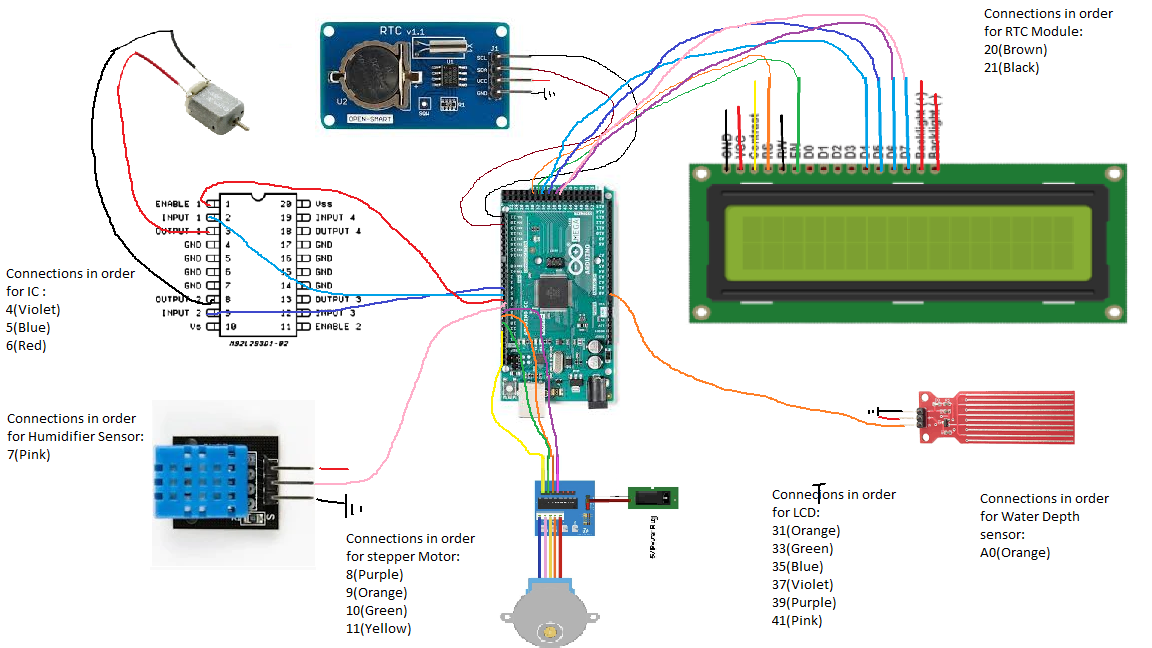 Connections in order
for RTC Module:
20(Brown)
21(Black)
RTC v1.1
J1
SCL
SDA
VCC
GND
U1
U2
R1
SQW
OPEN-SMART
GND
VCC
Contrast
RS
RW
EN
D0
D1
D2
D3
D4
D5
D6
D7
Backlight (+)
Backlight (-)
ENABLE 1 1 20 Vss
INPUT 1 2 19 INPUT 4
OUTPUT 1 3 18 OUTPUT 4
GND 4 17 GND
GND 5 16 GND
GND 6 15 GND
GND 7 14 GND
OUTPUT 2 8 13 OUTPUT 3
INPUT 2 9 12 INPUT 3
Vs 10 11 ENABLE 2
M92L293D1-02
ARDUINO
MEGA
Connections in order
for IC :
4(Violet)
5(Blue)
6(Red)
Connections in order
for Humidifier Sensor:
7(Pink)
S
Connections in order
for stepper Motor:
8(Purple)
9(Orange)
10(Green)
11(Yellow)
Connections in order
for LCD:
31(Orange)
33(Green)
35(Blue)
37(Violet)
39(Purple)
41(Pink)
Connections in order
for Water Depth
sensor:
A0(Orange)